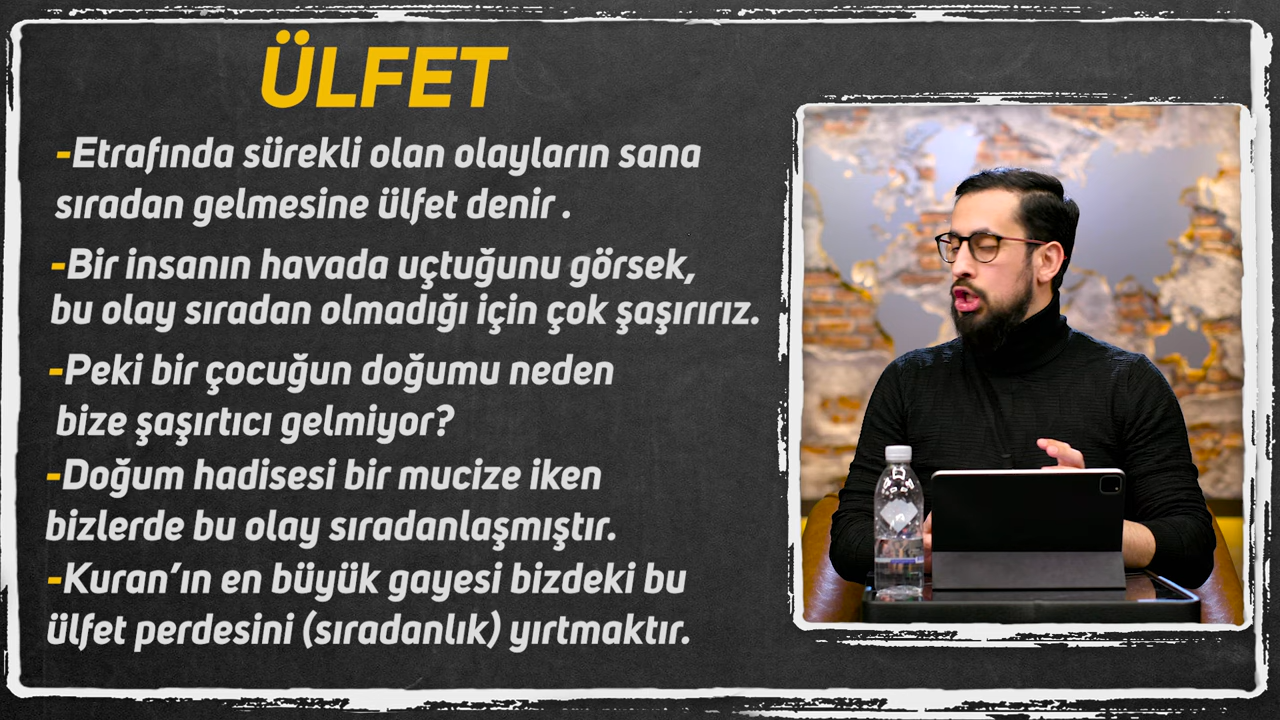 ÜLFET
-Etrafında sürekli olan olayların sana
sıradan gelmesine ülfet denir .
-Bir insanın havada uçtuğunu görsek,
bu olay sıradan olmadığı için çok şaşırırız.
-Peki bir çocuğun doğumu neden
bize şaşırtıcı gelmiyor?
-Doğum hadisesi bir mucize iken
bizlerde bu olay sıradanlaşmıştır.
-Kuran’ın en büyük gayesi bizdeki bu
ülfet perdesini (sıradanlık) yırtmaktır.